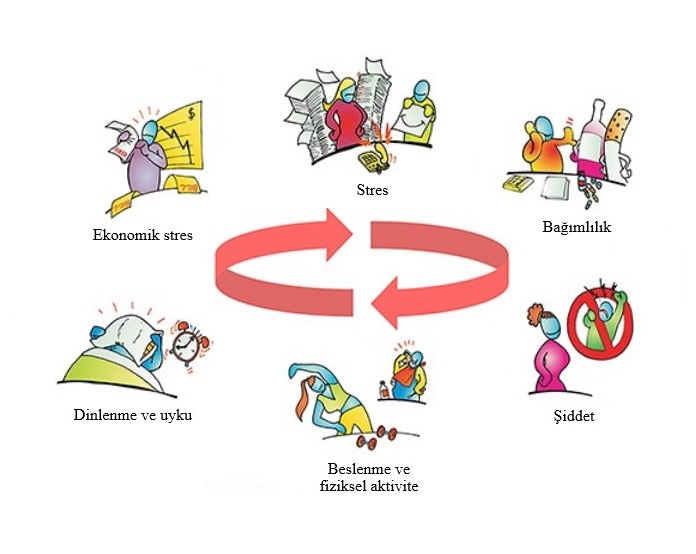 Stres
Bağımlılık
Şiddet
Beslenme ve
fiziksel aktivite
Dinlenme ve uyku
Ekonomik stres
$